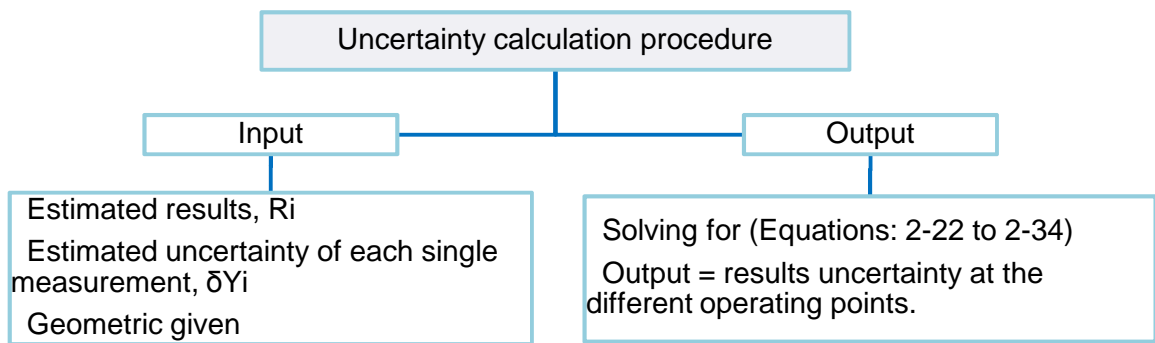 Uncertainty calculation procedure
Input
Output
Estimated results, Ri
Estimated uncertainty of each single
measurement, δYi
Geometric given
Solving for (Equations: 2-22 to 2-34)
Output = results uncertainty at the
different operating points.